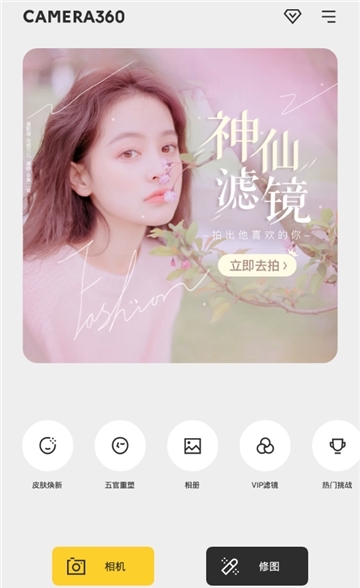 CAMERA360
神仙
滤镜
拍出他喜欢的你
立即去拍
Fashion
皮肤焕新
五官重塑
相册
VIP滤镜
热门挑战
相机
修图